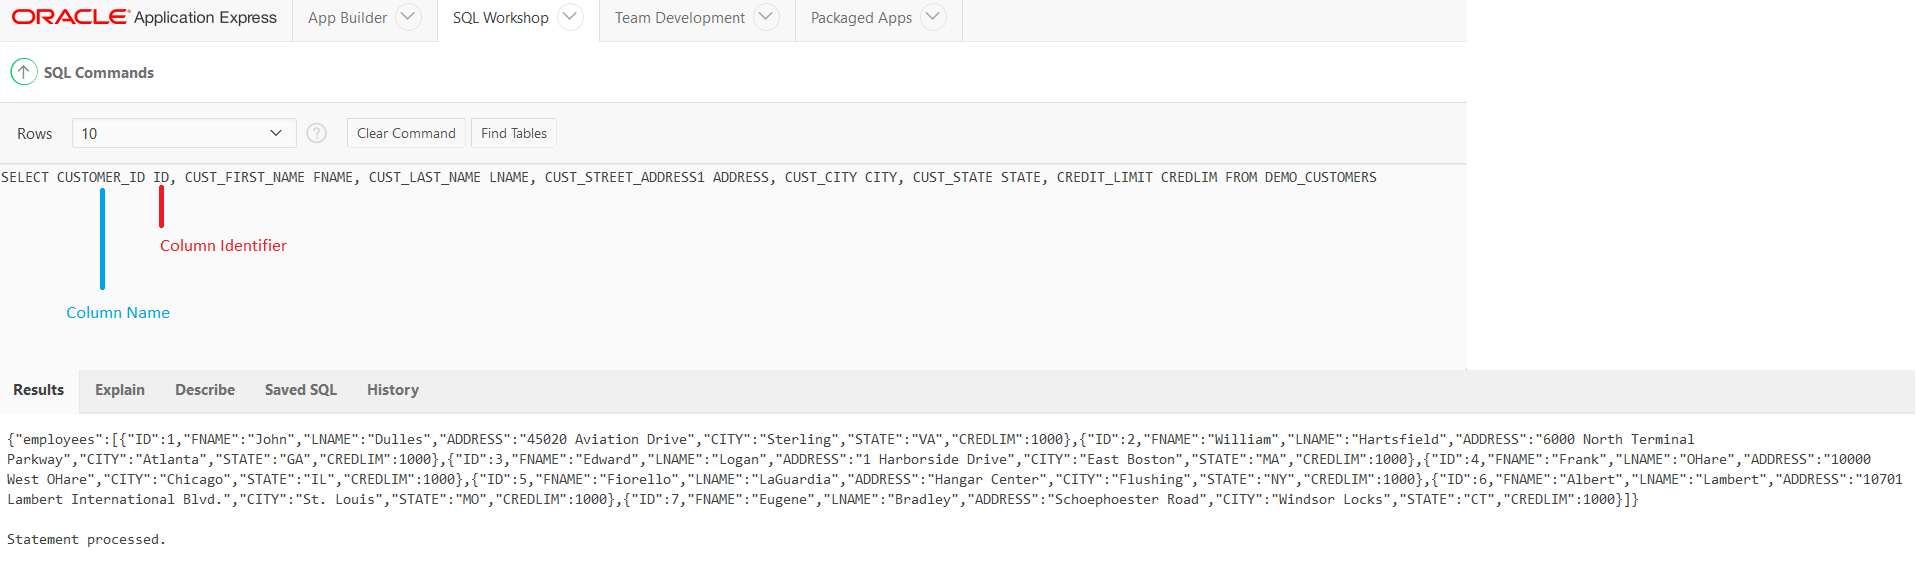 ORACLE Application Express App Builder SQL Workshop Team Development Packaged Apps
SQL Commands
Rows 10 ? Clear Command Find Tables
SELECT CUSTOMER_ID ID, CUST_FIRST_NAME FNAME, CUST_LAST_NAME LNAME, CUST_STREET_ADDRESS1 ADDRESS, CUST_CITY CITY, CUST_STATE STATE, CREDIT_LIMIT CREDLIM FROM DEMO_CUSTOMERS
Column Identifier
Column Name
Results Explain Describe Saved SQL History
{"employees":[{"ID":1,"FNAME":"John","LNAME":"Dulles","ADDRESS":"45020 Aviation Drive","CITY":"Sterling","STATE":"VA","CREDLIM":1000},{"ID":2,"FNAME":"William","LNAME":"Hartsfield","ADDRESS":"6000 North Terminal
Parkway","CITY":"Atlanta","STATE":"GA","CREDLIM":1000},{"ID":3,"FNAME":"Edward","LNAME":"Logan","ADDRESS":"1 Harborside Drive","CITY":"East Boston","STATE":"MA","CREDLIM":1000},{"ID":4,"FNAME":"Frank","LNAME":"OHare","ADDRESS":"10000
West OHare","CITY":"Chicago","STATE":"IL","CREDLIM":1000},{"ID":5,"FNAME":"Fiorello","LNAME":"LaGuardia","ADDRESS":"Hangar Center","CITY":"Flushing","STATE":"NY","CREDLIM":1000},{"ID":6,"FNAME":"Albert","LNAME":"Lambert","ADDRESS":"10701
Lambert International Blvd.","CITY":"St. Louis","STATE":"MO","CREDLIM":1000},{"ID":7,"FNAME":"Eugene","LNAME":"Bradley","ADDRESS":"Schoephoester Road","CITY":"Windsor Locks","STATE":"CT","CREDLIM":1000}]}
Statement processed.